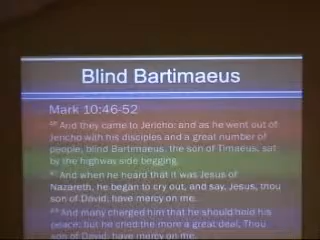 Blind Bartimaeus
Mark 10:46-52
46 And they came to Jericho: and as he went out of
Jericho with his disciples and a great number of
people, blind Bartimaeus, the son of Timaeus, sat
by the highway side begging.
47 And when he heard that it was Jesus of
Nazareth, he began to cry out, and say, Jesus, thou
son of David, have mercy on me.
48 And many charged him that he should hold his
peace: but he cried the more a great deal, Thou
son of David, have mercy on me.